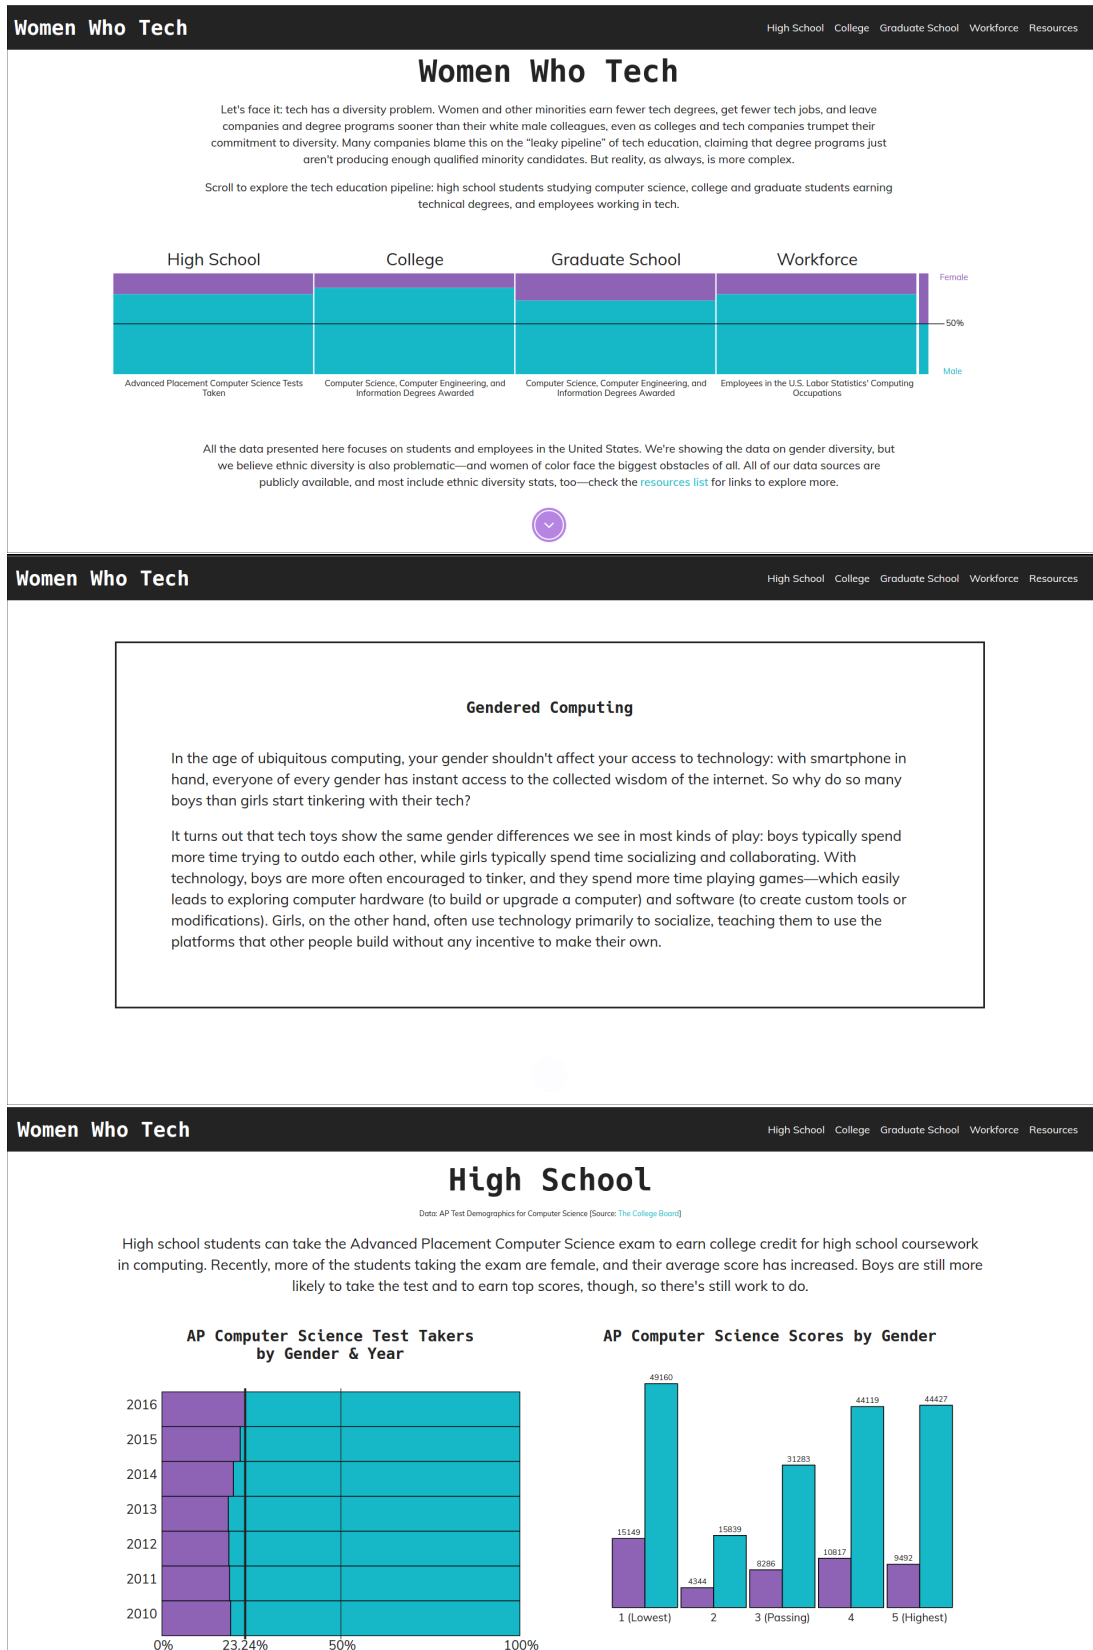 Women Who Tech
High School College Graduate School Workforce Resources
Women Who Tech
Let's face it: tech has a diversity problem. Women and other minorities earn fewer tech degrees, get fewer tech jobs, and leave
companies and degree programs sooner than their white male colleagues, even as colleges and tech companies trumpet their
commitment to diversity. Many companies blame this on the “leaky pipeline” of tech education, claiming that degree programs just
aren't producing enough qualified minority candidates. But reality, as always, is more complex.
Scroll to explore the tech education pipeline: high school students studying computer science, college and graduate students earning
technical degrees, and employees working in tech.
High School College Graduate School Workforce
Female
50%
Male
Advanced Placement Computer Science Tests
Taken
Computer Science, Computer Engineering, and
Information Degrees Awarded
Computer Science, Computer Engineering, and
Information Degrees Awarded
Employees in the U.S. Labor Statistics' Computing
Occupations
All the data presented here focuses on students and employees in the United States. We're showing the data on gender diversity, but
we believe ethnic diversity is also problematic—and women of color face the biggest obstacles of all. All of our data sources are
publicly available, and most include ethnic diversity stats, too—check the resources list for links to explore more.
Women Who Tech
High School College Graduate School Workforce Resources
Gendered Computing
In the age of ubiquitous computing, your gender shouldn't affect your access to technology: with smartphone in
hand, everyone of every gender has instant access to the collected wisdom of the internet. So why do so many
boys than girls start tinkering with their tech?
It turns out that tech toys show the same gender differences we see in most kinds of play: boys typically spend
more time trying to outdo each other, while girls typically spend time socializing and collaborating. With
technology, boys are more often encouraged to tinker, and they spend more time playing games—which easily
leads to exploring computer hardware (to build or upgrade a computer) and software (to create custom tools or
modifications). Girls, on the other hand, often use technology primarily to socialize, teaching them to use the
platforms that other people build without any incentive to make their own.
Women Who Tech
High School College Graduate School Workforce Resources
High School
Data: AP Test Demographics for Computer Science [Source: The College Board]
High school students can take the Advanced Placement Computer Science exam to earn college credit for high school coursework
in computing. Recently, more of the students taking the exam are female, and their average score has increased. Boys are still more
likely to take the test and to earn top scores, though, so there's still work to do.
AP Computer Science Test Takers
by Gender & Year
2016
2015
2014
2013
2012
2011
2010
0% 23.24% 50% 100%
AP Computer Science Scores by Gender
15149 49160
4344 15839
8286 31283
10817 44119
9492 44427
1 (Lowest) 2 3 (Passing) 4 5 (Highest)